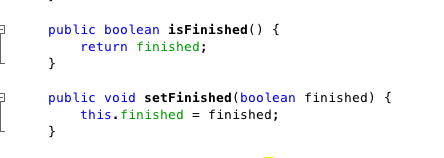 public boolean isFinished() {
    return finished;
}

public void setFinished(boolean finished) {
    this.finished = finished;
}